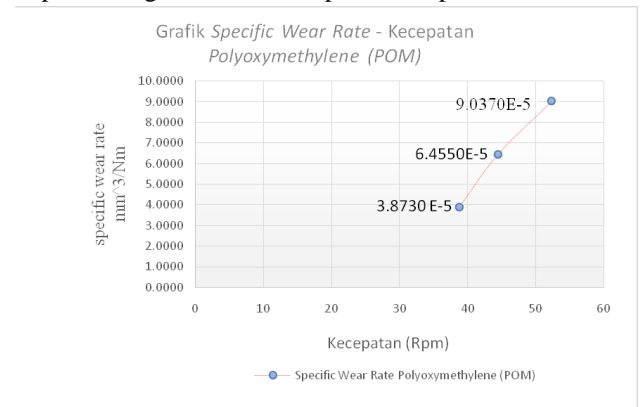 Grafik Specific Wear Rate - Kecepatan
Polyoxymethylene (POM)
10.0000
9.0000
8.0000
7.0000
6.0000
5.0000
4.0000
3.0000
2.0000
1.0000
0.0000
specific wear rate
mm^3/Nm
9.0370E-5
6.4550E-5
3.8730 E-5
0 10 20 30 40 50 60
Kecepatan (Rpm)
Specific Wear Rate Polyoxymethylene (POM)